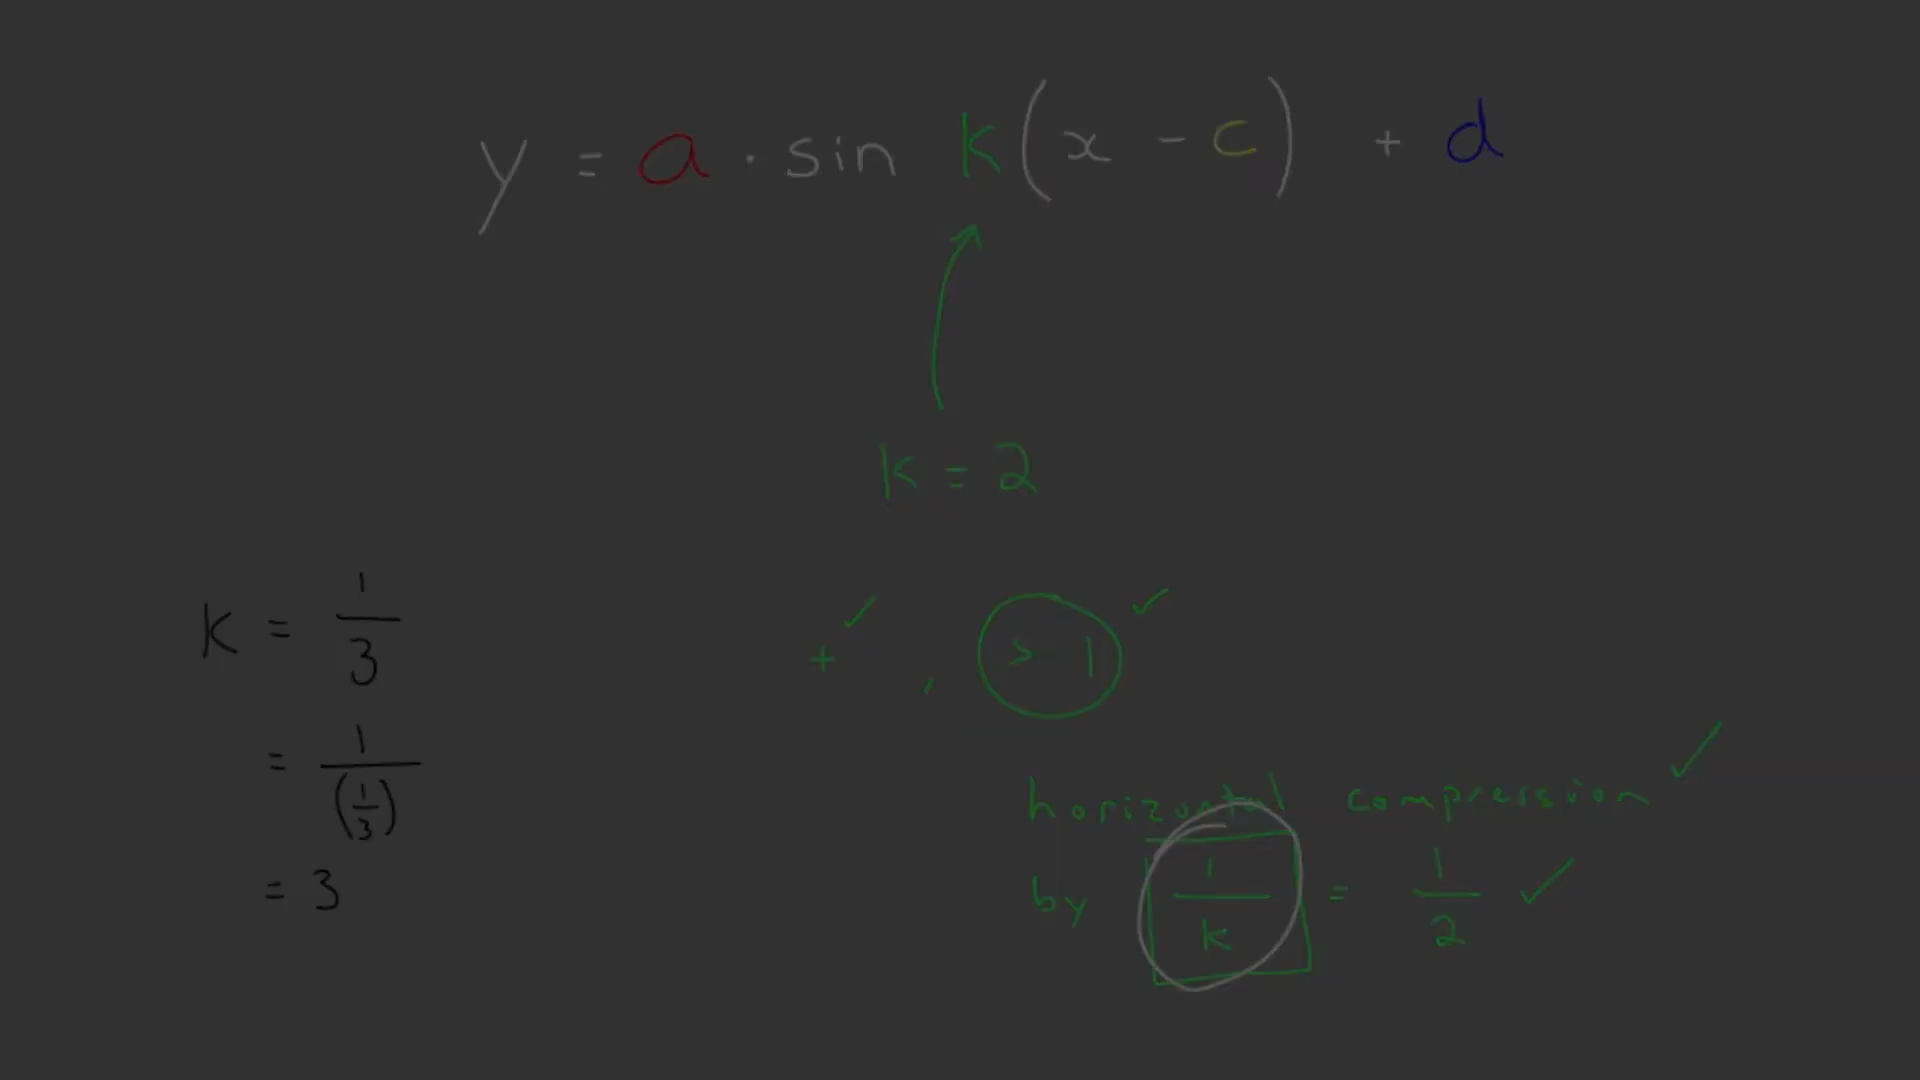 y = a · sin k(x - c) + d
k = 2
k = 1/3
= 1/(1/3)
= 3
+ ✓ , > 1 ✓
horizontal compression ✓
by 1/k = 1/2 ✓